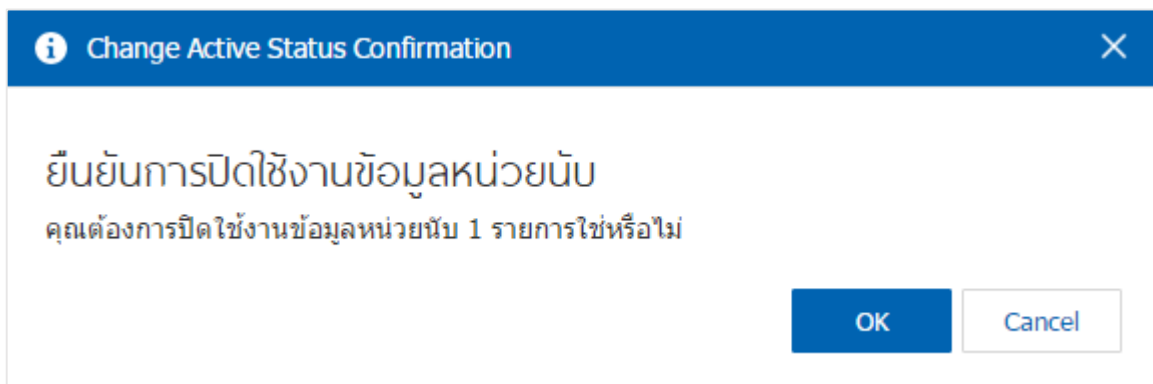 Change Active Status Confirmation
ยืนยันการปิดใช้งานข้อมูลหน่วยนับ
คุณต้องการปิดใช้งานข้อมูลหน่วยนับ 1 รายการใช่หรือไม่
OK Cancel